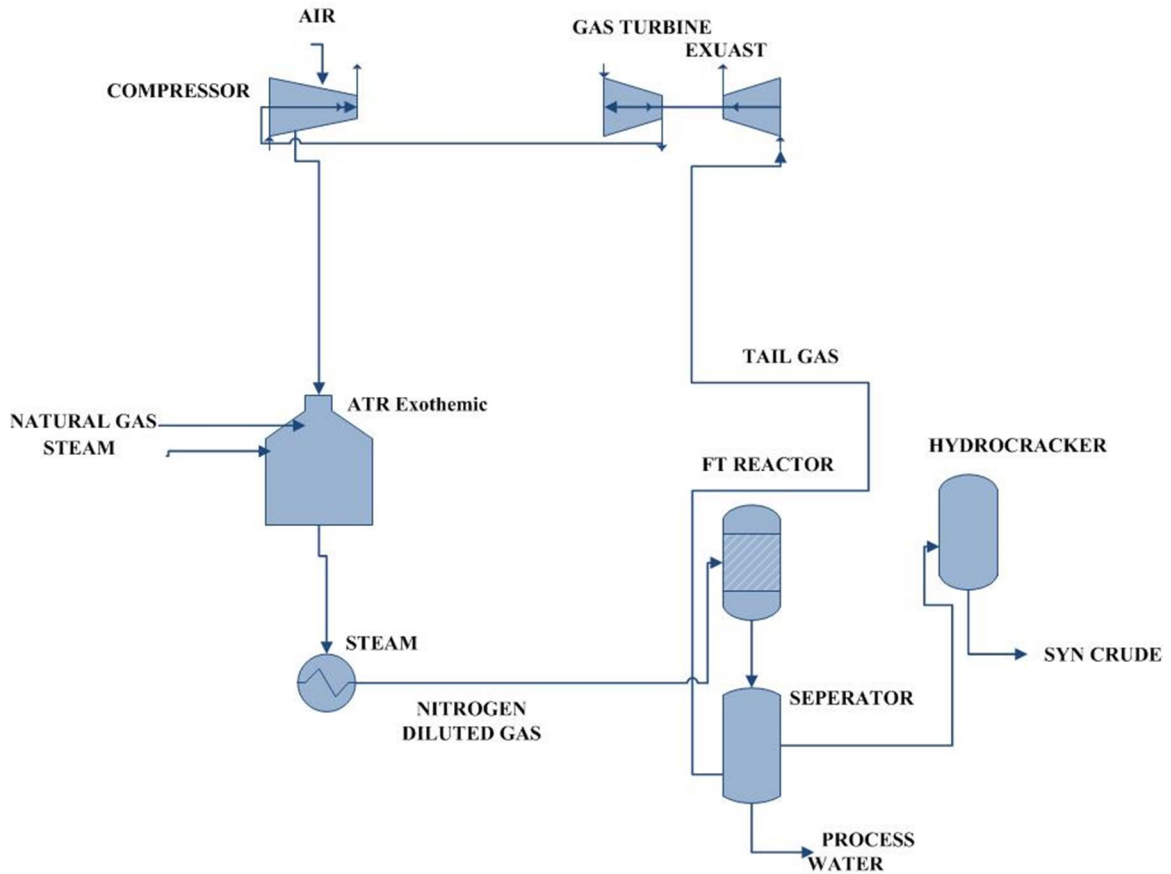 AIR
GAS TURBINE
EXUAST
COMPRESSOR
TAIL GAS
ATR Exothemic
NATURAL GAS
STEAM
HYDROCRACKER
FT REACTOR
STEAM
SYN CRUDE
SEPERATOR
NITROGEN
DILUTED GAS
PROCESS
WATER